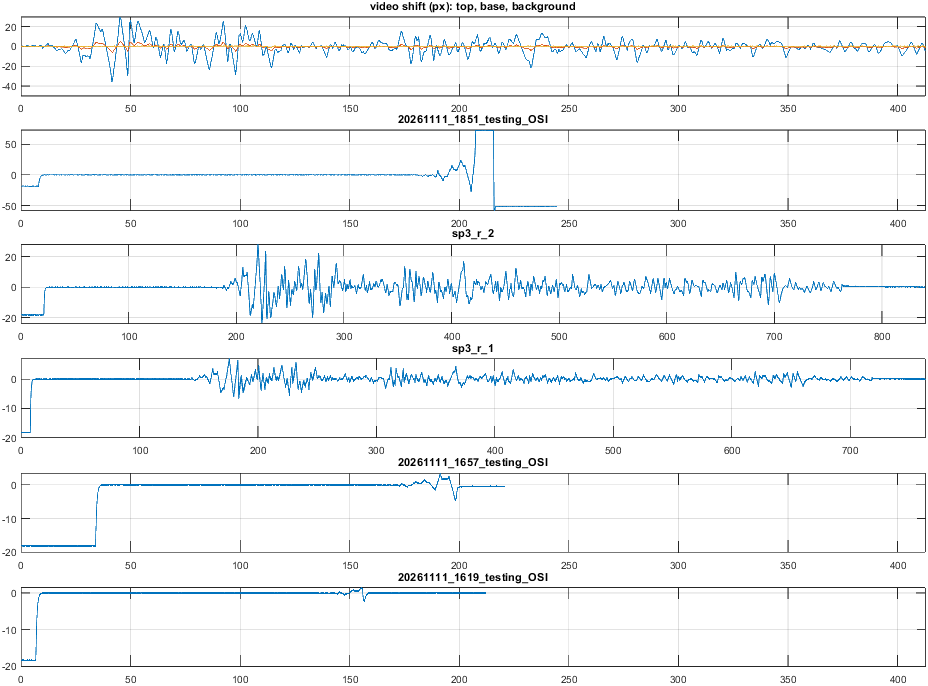 video shift (px): top, base, background
20
0
-20
-40
0 50 100 150 200 250 300 350 400
20261111_1851_testing_OSI
50
0
-50
0 50 100 150 200 250 300 350 400
sp3_r_2
20
0
-20
0 100 200 300 400 500 600 700 800
sp3_r_1
0
-10
-20
0 100 200 300 400 500 600 700
20261111_1657_testing_OSI
0
-10
-20
0 50 100 150 200 250 300 350 400
20261111_1619_testing_OSI
0
-10
-20
0 50 100 150 200 250 300 350 400